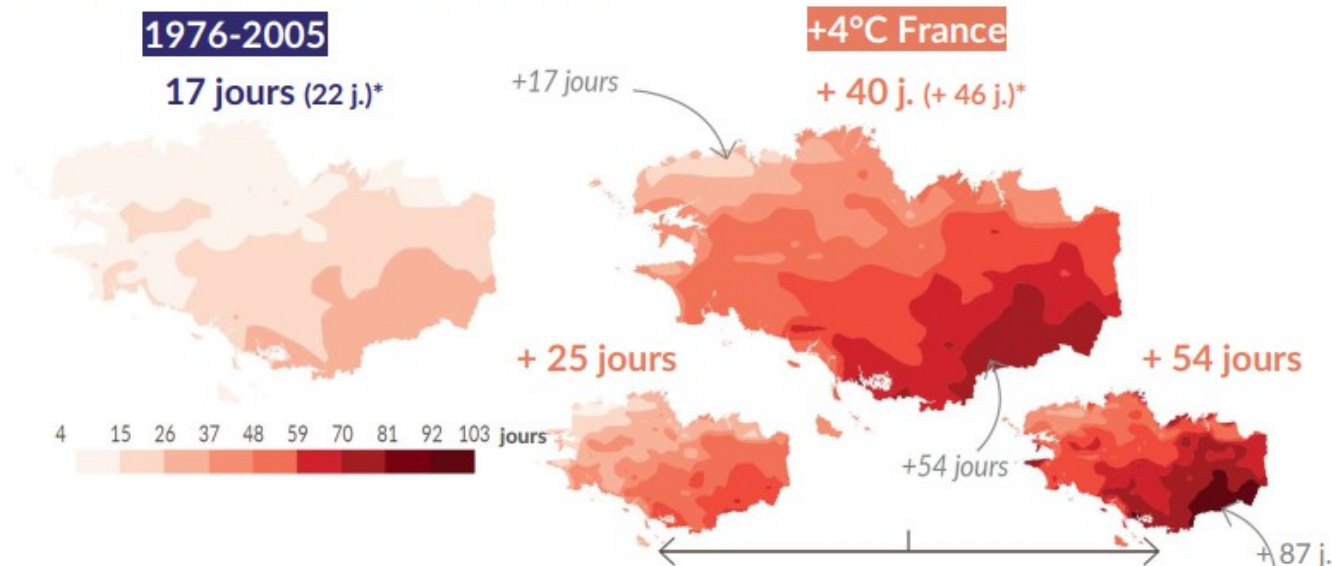 1976-2005
17 jours (22 j.)*
+4°C France
+ 40 j. (+ 46 j.)*
+17 jours
+ 25 jours
+ 54 jours
4 15 26 37 48 59 70 81 92 103 jours
+54 jours
+ 87 j.